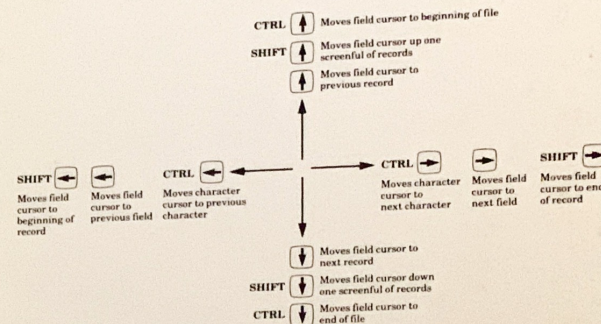 CTRL Moves field cursor to beginning of file
SHIFT Moves field cursor up one
screenful of records
Moves field cursor to
previous record
SHIFT
Moves field
cursor to
beginning of
record
Moves field
cursor to
previous field
CTRL
Moves character
cursor to previous
character
CTRL
Moves character
cursor to
next character
Moves field
cursor to
next field
SHIFT
Moves field
cursor to end
of record
Moves field cursor to
next record
SHIFT Moves field cursor down
one screenful of records
CTRL Moves field cursor to
end of file